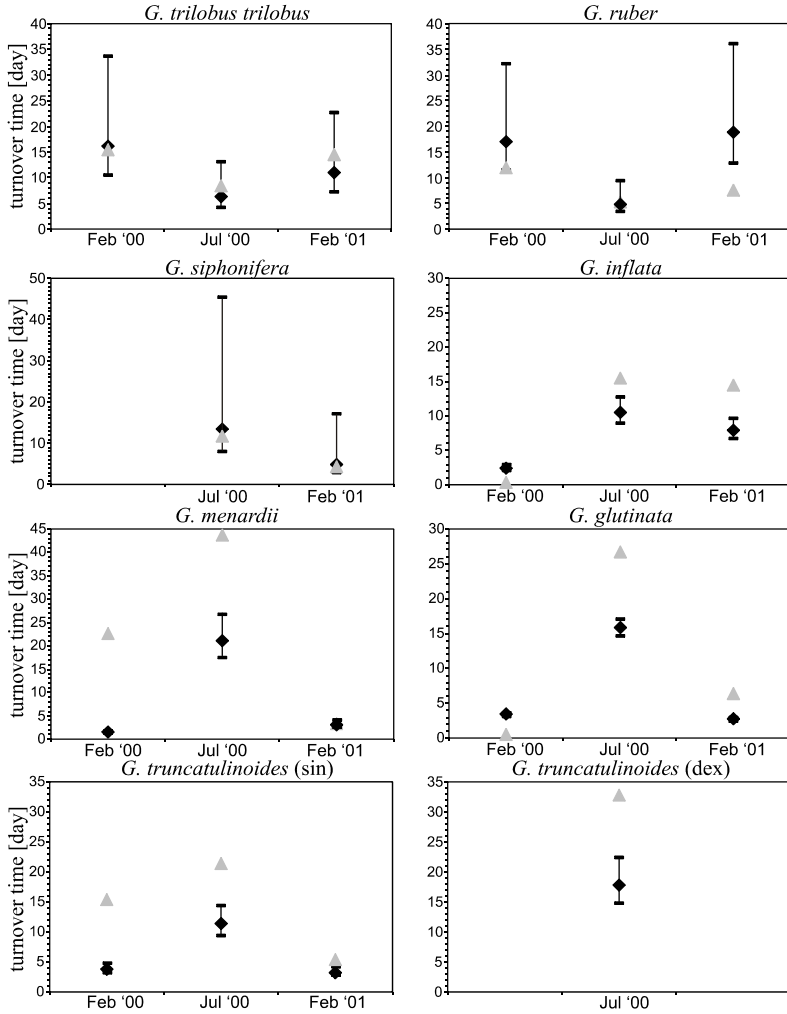 G. trilobus trilobus
G. ruber
turnover time [day]
40
35
30
25
20
15
10
5
0
Feb ‘00
Jul ‘00
Feb ‘01
40
35
30
25
20
15
10
5
0
Feb ‘00
Jul ‘00
Feb ‘01
G. siphonifera
G. inflata
turnover time [day]
50
40
30
20
10
0
Jul ‘00
Feb ‘01
30
25
20
15
10
5
0
Feb ‘00
Jul ‘00
Feb ‘01
G. menardii
G. glutinata
turnover time [day]
45
40
35
30
25
20
15
10
5
0
Feb ‘00
Jul ‘00
Feb ‘01
30
25
20
15
10
5
0
Feb ‘00
Jul ‘00
Feb ‘01
G. truncatulinoides (sin)
G. truncatulinoides (dex)
turnover time [day]
35
30
25
20
15
10
5
0
Feb ‘00
Jul ‘00
Feb ‘01
35
30
25
20
15
10
5
0
Jul ‘00